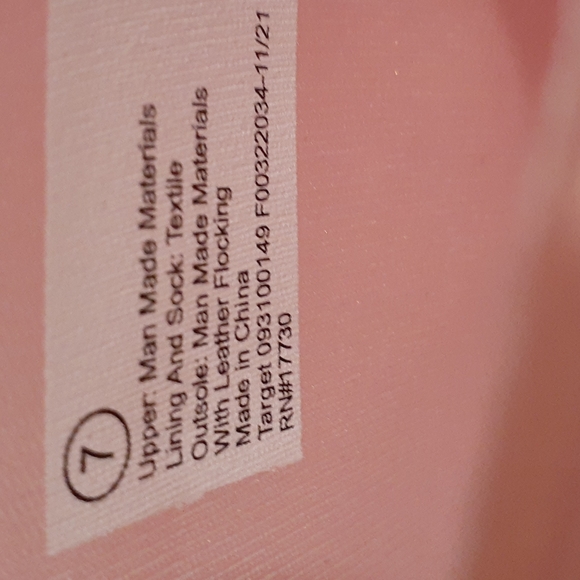 7
Upper: Man Made Materials
Lining And Sock: Textile
Outsole: Man Made Materials
With Leather Flocking
Made in China
Target 093100149 F00322034-11/21
RN#17730